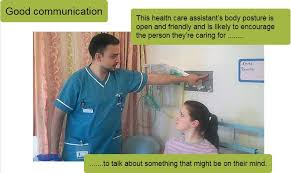 Good communication
This health care assistant's body posture is
open and friendly and is likely to encourage
the person they're caring for ........
.......to talk about something that might be on their mind.